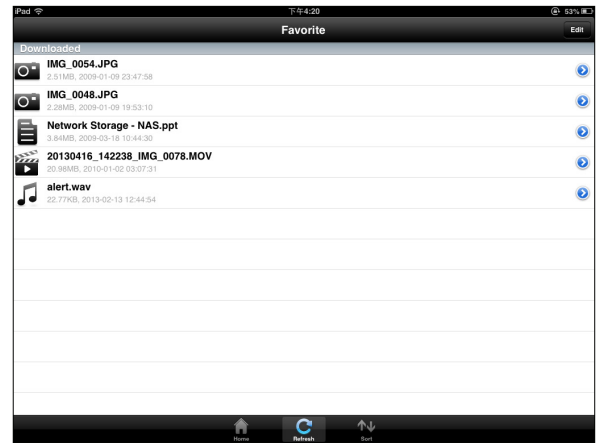 iPad 下午4:20 53%
Favorite Edit
Downloaded
IMG_0054.JPG
2.51MB, 2009-01-09 23:47:58
IMG_0048.JPG
2.28MB, 2009-01-09 19:53:10
Network Storage - NAS.ppt
3.84MB, 2009-03-18 10:44:30
20130416_142238_IMG_0078.MOV
20.98MB, 2010-01-02 03:07:31
alert.wav
22.77KB, 2013-02-13 12:44:54
Home Refresh Sort